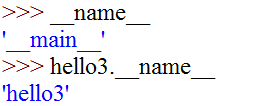 >>> __name__
'__main__'
>>> hello3.__name__
'hello3'